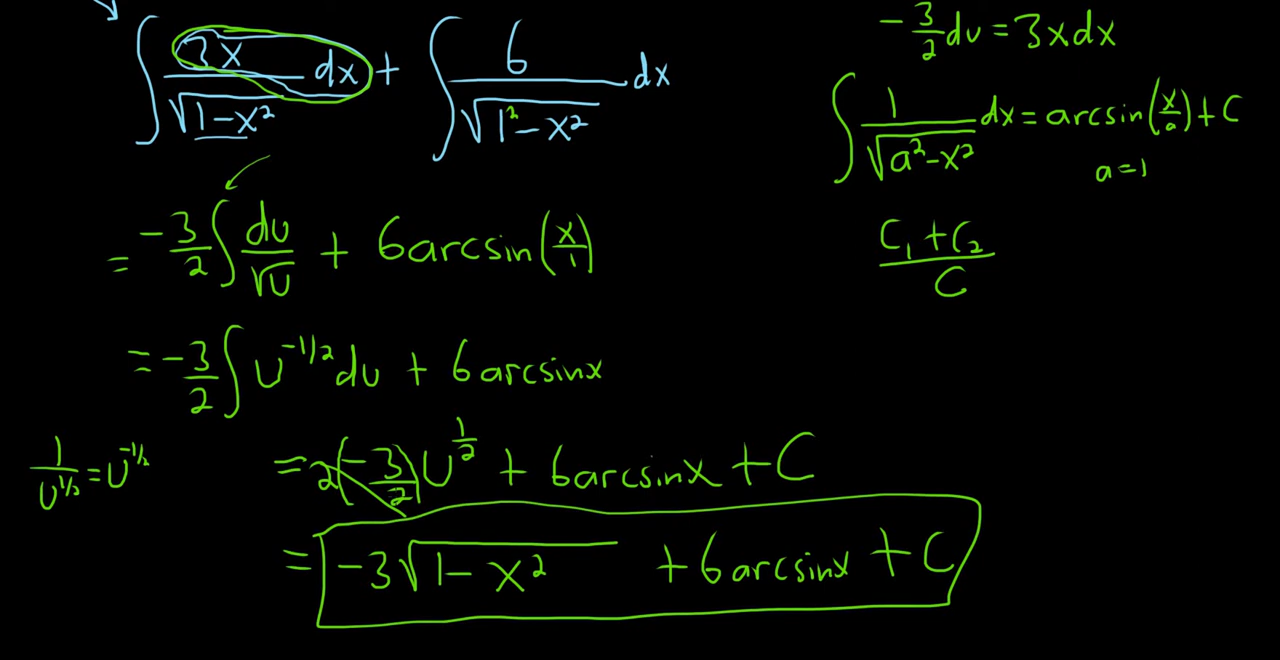 ∫ 3x/√(1-x²) dx + ∫ 6/√(1²-x²) dx
= -3/2 ∫ du/√u + 6arcsin(x/1)
= -3/2 ∫ u^(-1/2) du + 6arcsinx
1/u^(1/2) = u^(-1/2)
= 2(-3/2)u^(1/2) + 6arcsinx + C
= -3√(1-x²) + 6arcsinx + C
-3/2 du = 3x dx
∫ 1/√(a²-x²) dx = arcsin(x/a) + C
a=1
C₁ + C₂
C